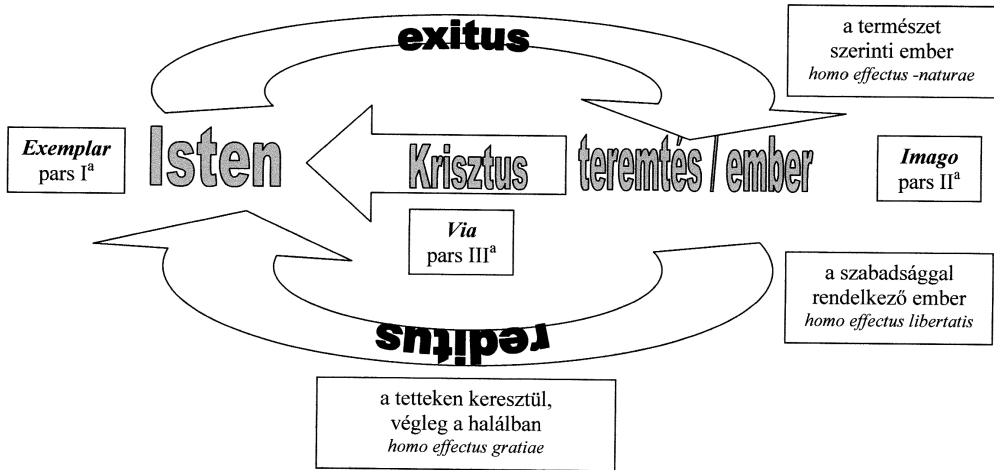 exitus
a természet
szerinti ember
homo effectus -naturae
Exemplar
pars Iª
Isten
Krisztus
teremtés / ember
Imago
pars IIª
Via
pars IIIª
a szabadsággal
rendelkező ember
homo effectus libertatis
reditus
a tetteken keresztül,
végleg a halálban
homo effectus gratiae